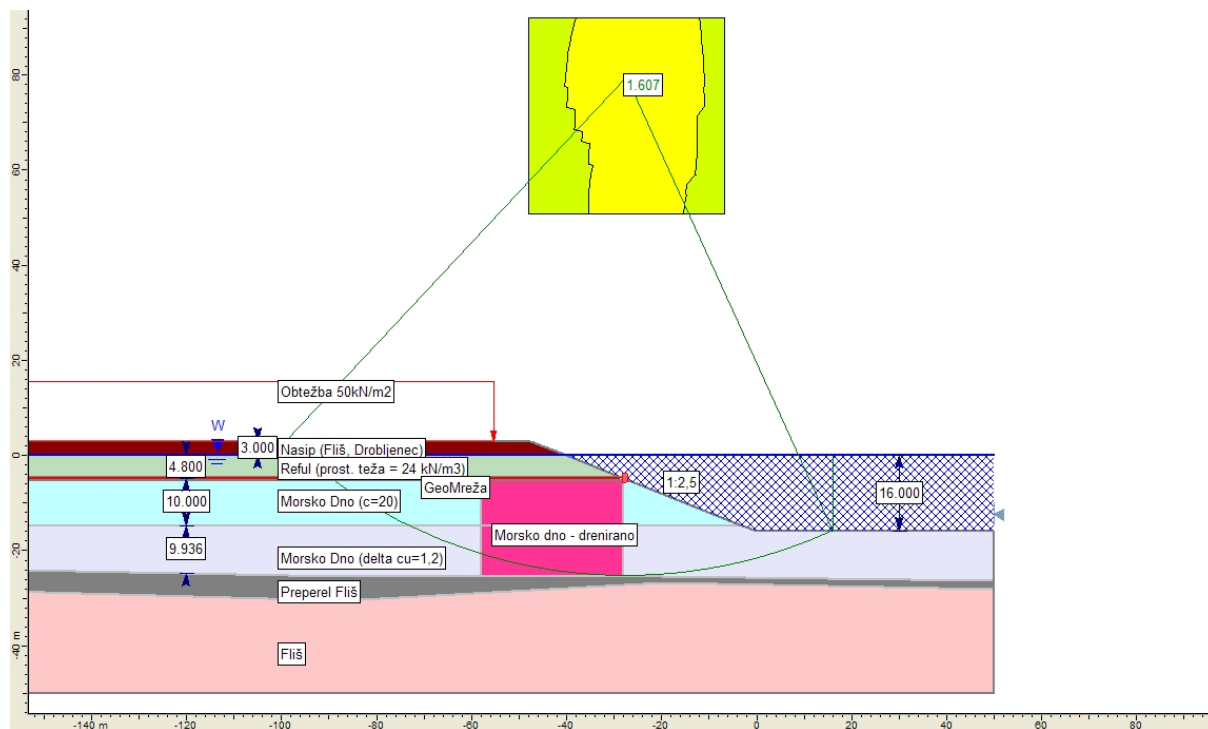 80
60
40
20
0
-20
-40 m
1.607
Obtežba 50kN/m2
W
3.000
Nasip (Fliš, Drobljenec)
4.800
Reful (prost. teža = 24 kN/m3)
GeoMreža
1:2,5
16.000
10.000
Morsko Dno (c=20)
Morsko dno - drenirano
9.936
Morsko Dno (delta cu=1,2)
Preperel Fliš
Fliš
-140 m
-120
-100
-80
-60
-40
-20
0
20
40
60
80